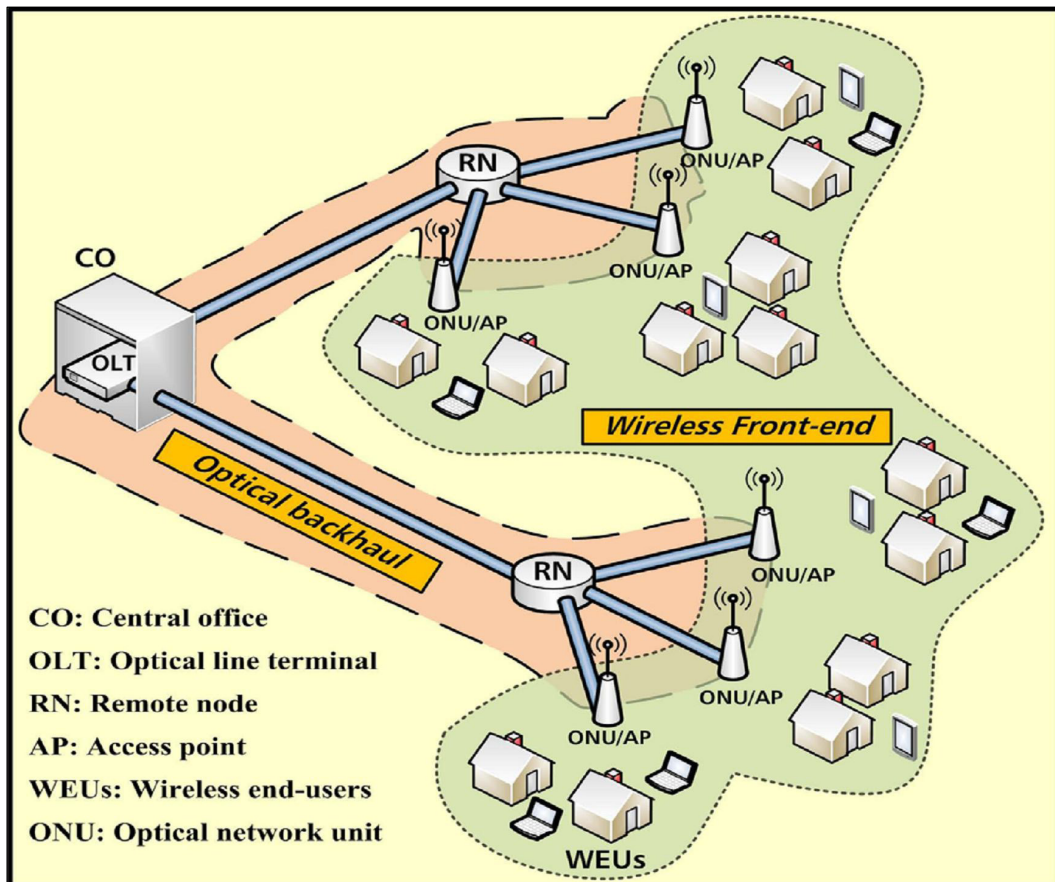 RN
ONU/AP
CO
ONU/AP
ONU/AP
OLT
Wireless Front-end
Optical backhaul
RN
ONU/AP
CO: Central office
OLT: Optical line terminal
ONU/AP
RN: Remote node
ONU/AP
AP: Access point
WEUs: Wireless end-users
ONU: Optical network unit
WEUs